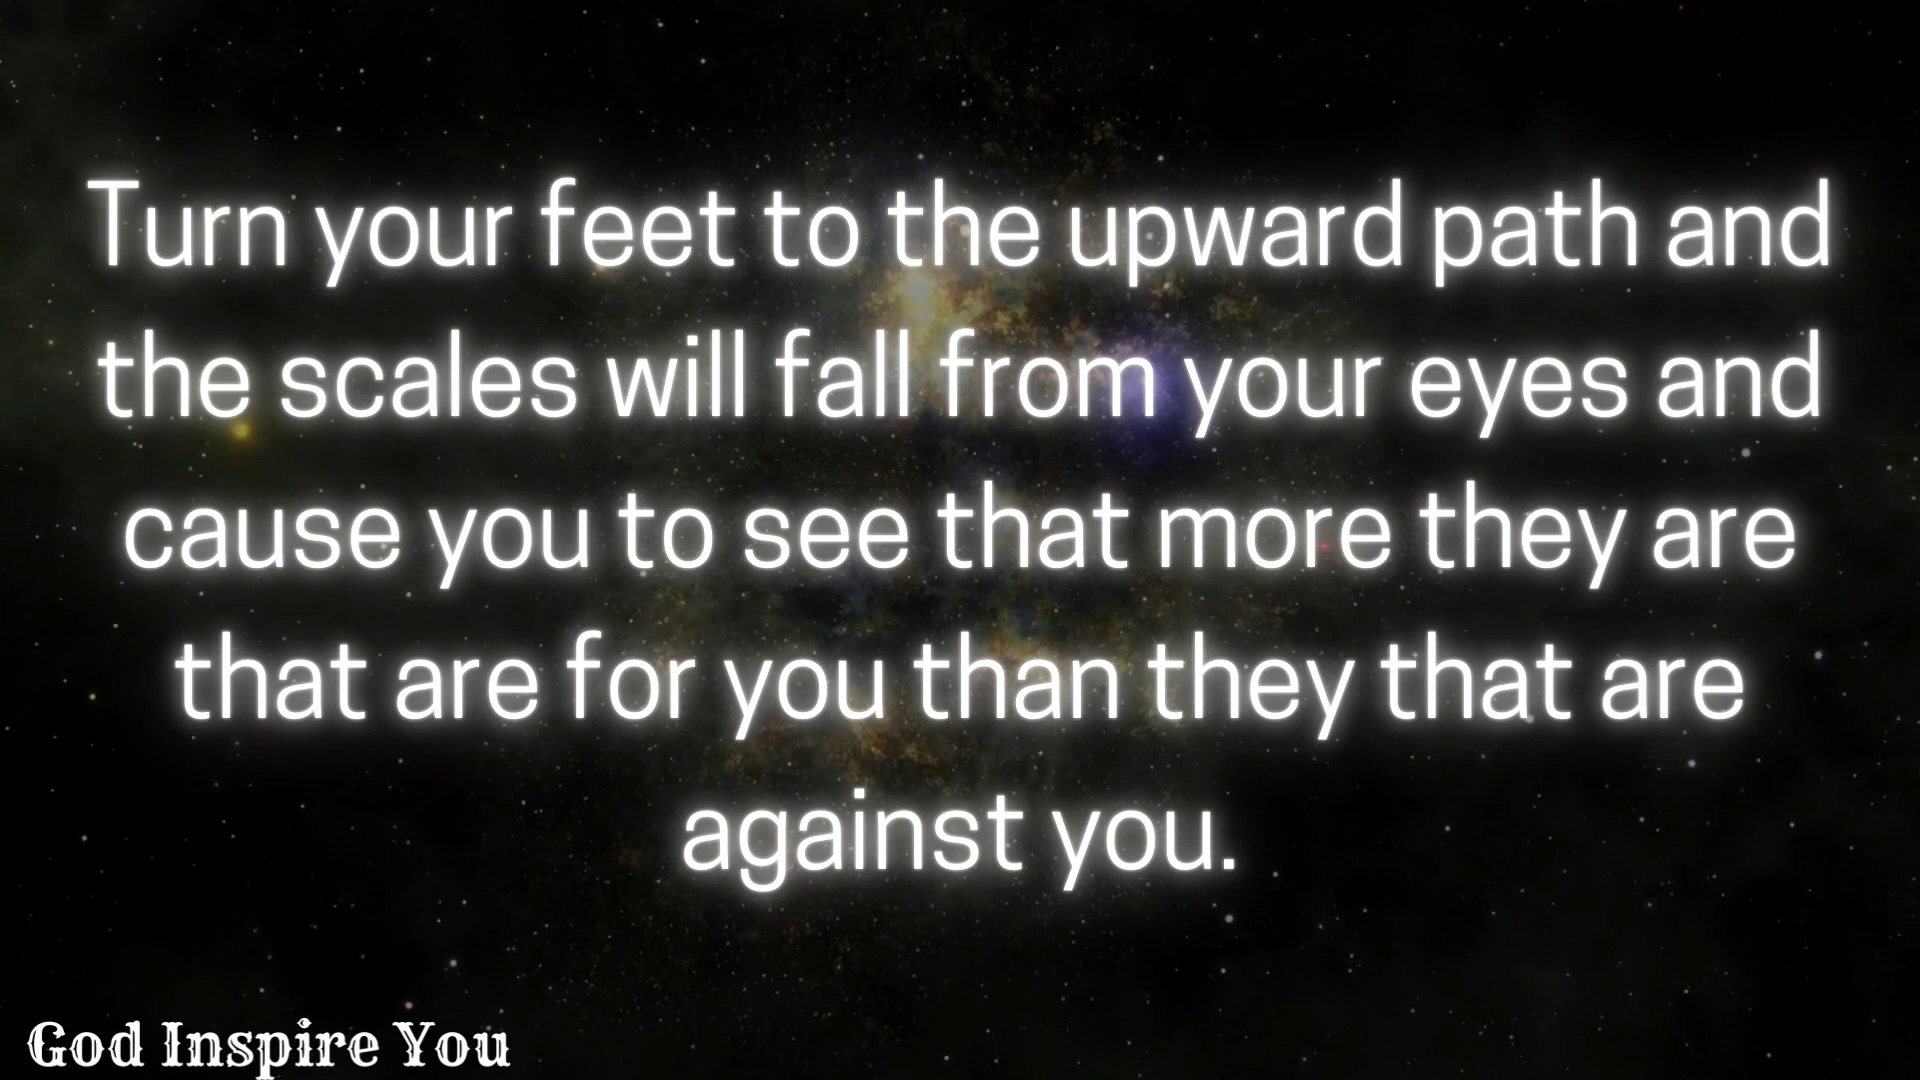 Turn your feet to the upward path and
the scales will fall from your eyes and
cause you to see that more they are
that are for you than they that are
against you.
God Inspire You